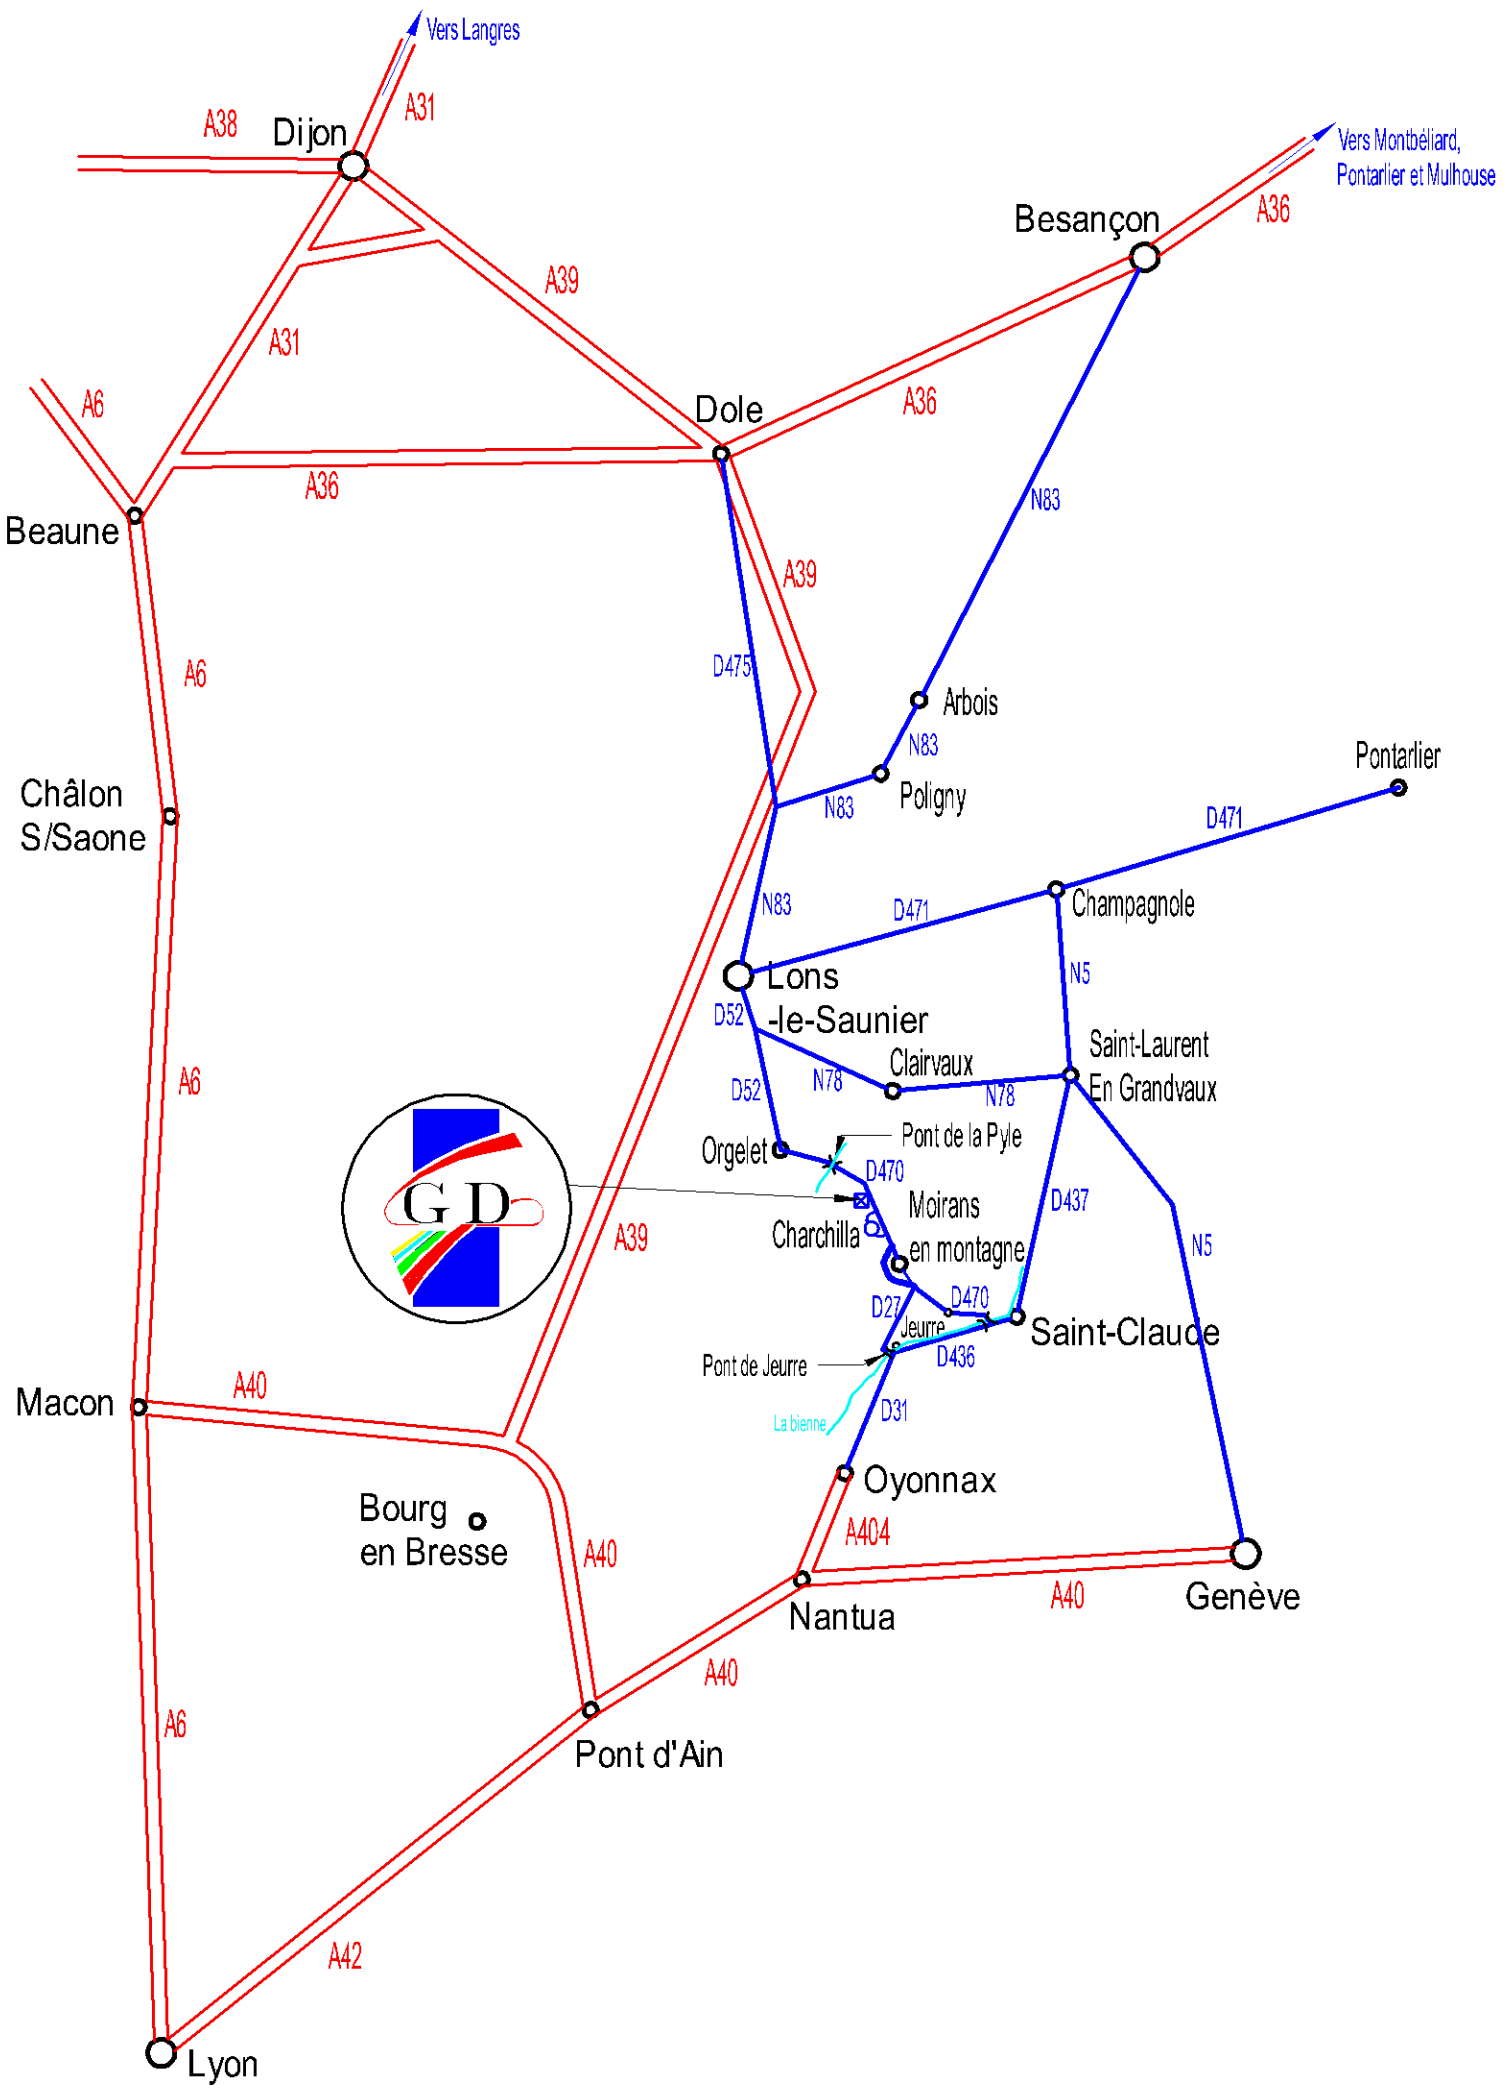 Vers Langres
A31
A38
Dijon
Vers Montbéliard,
Pontarlier et Mulhouse
A36
Besançon
A39
A31
A6
Dole
A36
A36
N83
Beaune
A39
A6
D475
Arbois
N83
Pontarlier
Châlon
S/Saone
Poligny
N83
D471
N83
D471
Champagnole
N5
Lons
-le-Saunier
D52
Saint-Laurent
En Grandvaux
Clairvaux
N78
N78
A6
D52
Pont de la Pyle
Orgelet
D470
G D
Moirans
en montagne
D437
Charchilla
A39
N5
D27
D470
Jeurre
Saint-Claude
D436
Pont de Jeurre
A40
Macon
D31
La bienne
Oyonnax
Bourg
en Bresse
A404
A40
Nantua
A40
Genève
A40
A6
Pont d'Ain
A42
Lyon